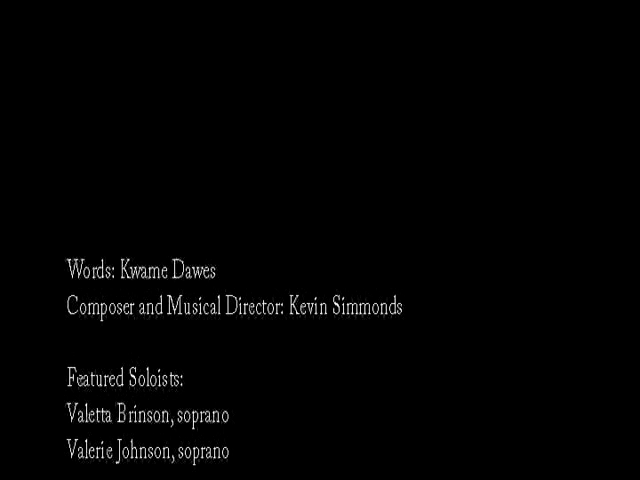 Words: Kwame Dawes
Composer and Musical Director: Kevin Simmonds
Featured Soloists:
Valetta Brinson, soprano
Valerie Johnson, soprano